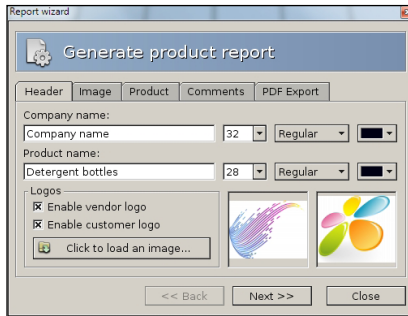 Report wizard
Generate product report
Header Image Product Comments PDF Export
Company name:
Company name 32 Regular
Product name:
Detergent bottles 28 Regular
Logos
Enable vendor logo
Enable customer logo
Click to load an image...
<< Back Next >> Close